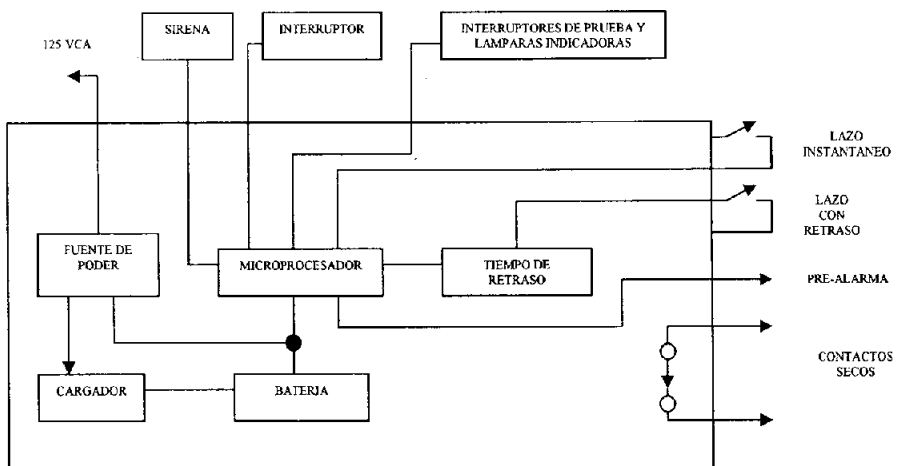 SIRENA
INTERRUPTOR
INTERRUPTORES DE PRUEBA Y
LAMPARAS INDICADORAS
125 VCA
LAZO
INSTANTANEO
LAZO
CON
RETRASO
FUENTE DE
PODER
MICROPROCESADOR
TIEMPO DE
RETRASO
PRE-ALARMA
CONTACTOS
SECOS
CARGADOR
BATERIA